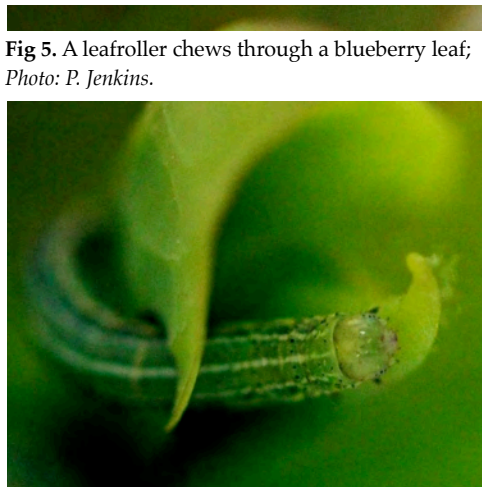 Fig 5. A leafroller chews through a blueberry leaf;
Photo: P. Jenkins.